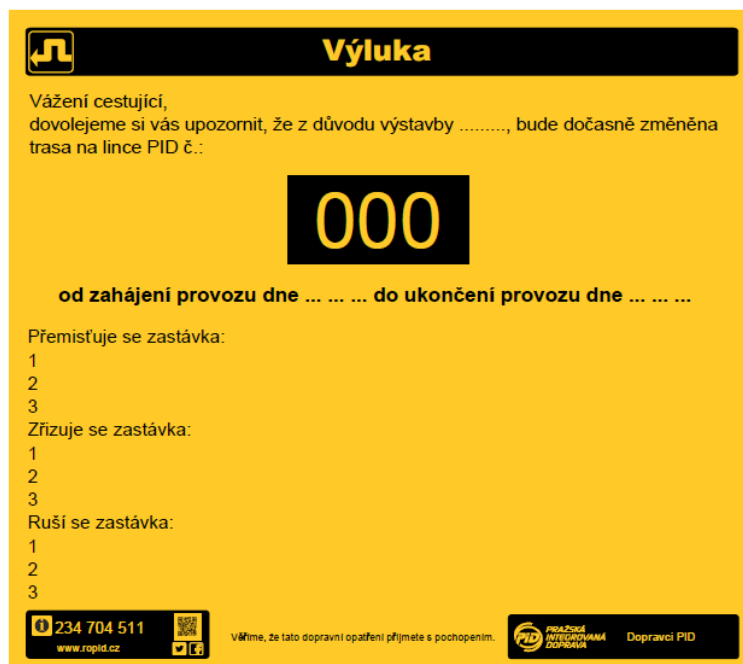 Výluka
Vážení cestující,
dovolejeme si vás upozornit, že z důvodu výstavby ........., bude dočasně změněna
trasa na lince PID č.:
000
od zahájení provozu dne ... ... ... do ukončení provozu dne ... ... ...
Přemisťuje se zastávka:
1
2
3
Zřizuje se zastávka:
1
2
3
Ruší se zastávka:
1
2
3
234 704 511
www.ropid.cz
Věříme, že tato dopravní opatření přijmete s pochopením.
PID
PRAŽSKÁ
INTEGROVANÁ
DOPRAVA
Dopravci PID